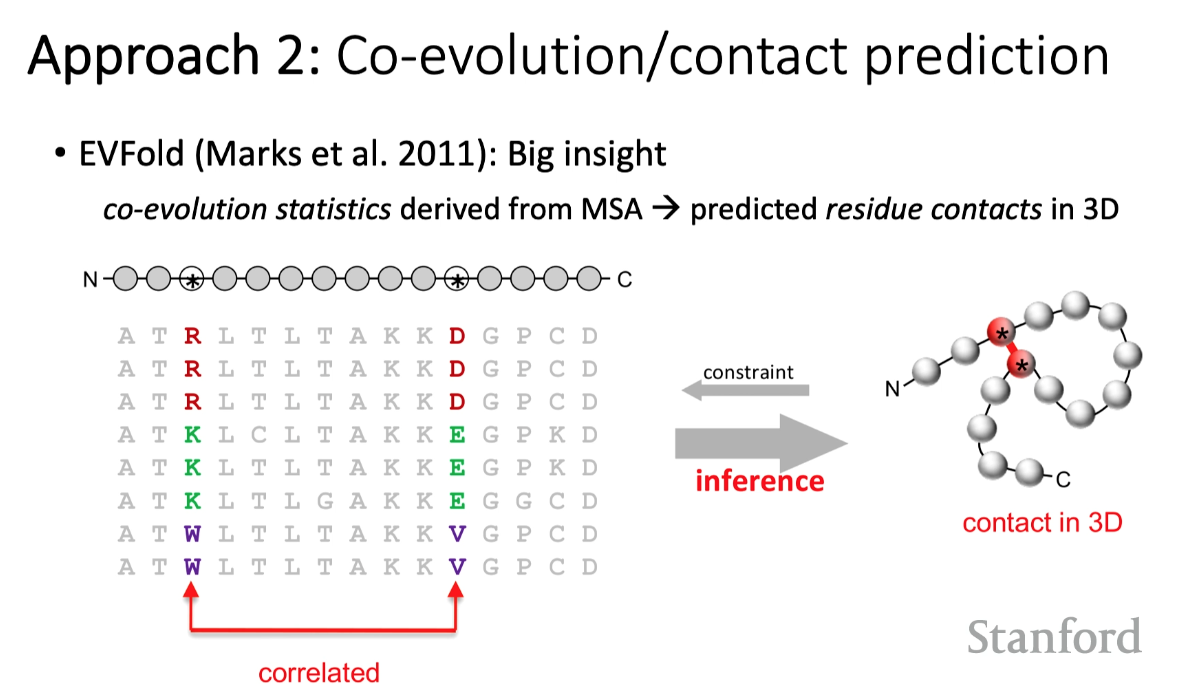 Approach 2: Co-evolution/contact prediction
• EVFold (Marks et al. 2011): Big insight
co-evolution statistics derived from MSA → predicted residue contacts in 3D
N * * C
A T R L T L T A K K D G P C D
A T R L T L T A K K D G P C D
A T R L T L T A K K D G P C D
A T K L C L T A K K E G P K D
A T K L T L T A K K E G P K D
A T K L T L G A K K E G G C D
A T W L T L T A K K V G P C D
A T W L T L T A K K V G P C D
correlated
constraint
inference
* *
N
C
contact in 3D
Stanford